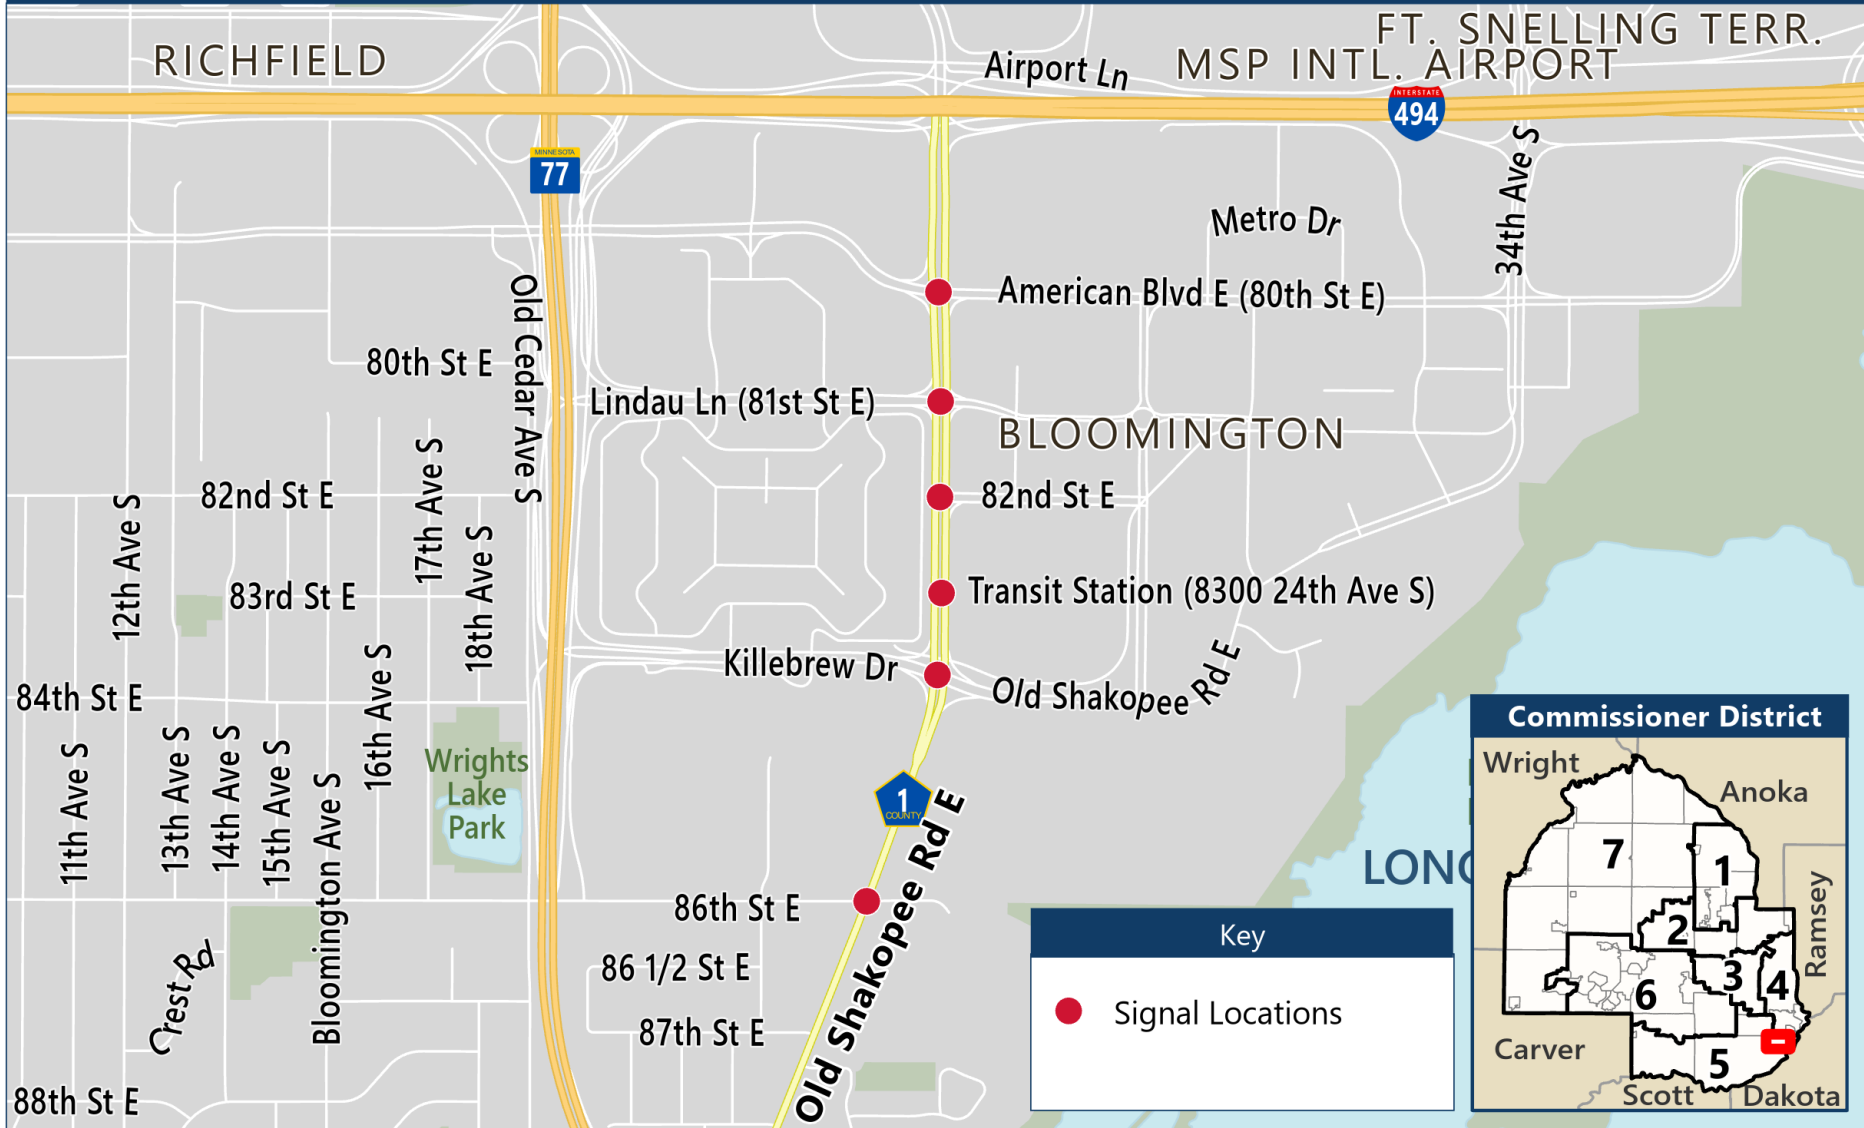 FT. SNELLING TERR.
RICHFIELD
MSP INTL. AIRPORT
Airport Ln
INTERSTATE
494
MINNESOTA
77
34th Ave S
Metro Dr
American Blvd E (80th St E)
Old Cedar Ave S
80th St E
Lindau Ln (81st St E)
BLOOMINGTON
17th Ave S
82nd St E
82nd St E
12th Ave S
18th Ave S
83rd St E
Transit Station (8300 24th Ave S)
Killebrew Dr
Old Shakopee Rd E
16th Ave S
84th St E
11th Ave S
13th Ave S
14th Ave S
15th Ave S
Bloomington Ave S
Wrights
Lake
Park
1
COUNTY
Old Shakopee Rd E
86th St E
LONG
Crest Rd
86 1/2 St E
87th St E
88th St E
Key
Signal Locations
Commissioner District
Wright
Anoka
7
1
Ramsey
2
3
4
6
Carver
5
Scott
Dakota